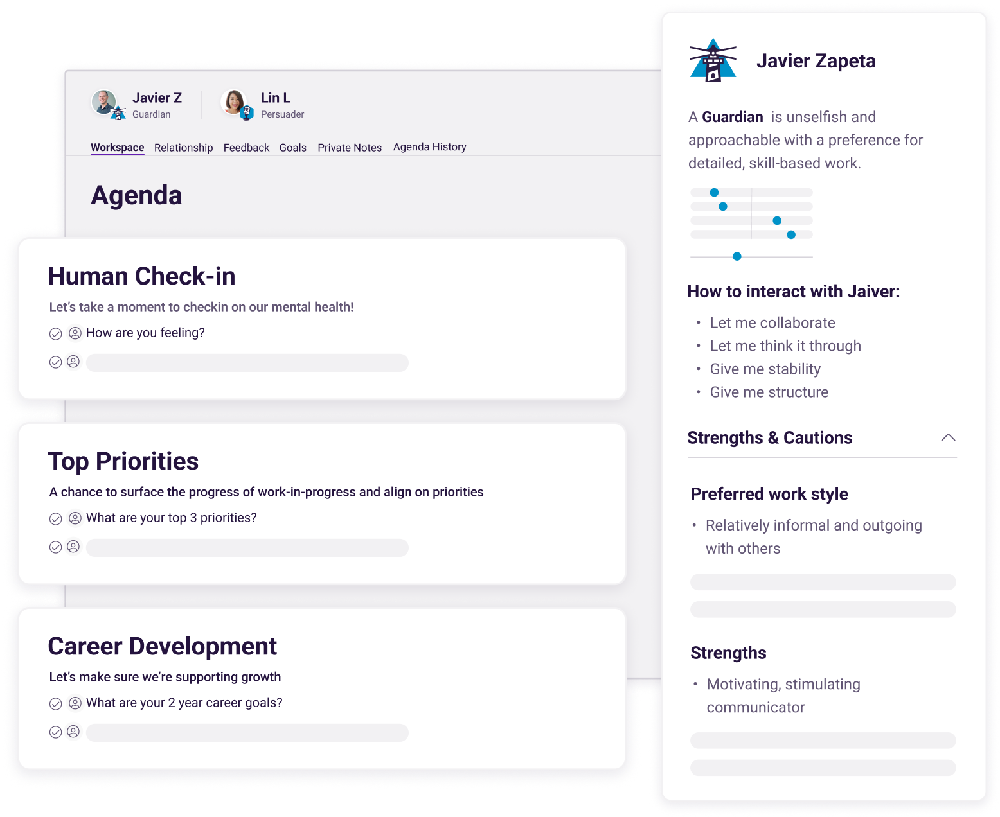 Javier Z
Guardian
Lin L
Persuader
Workspace Relationship Feedback Goals Private Notes Agenda History
Agenda
Human Check-in
Let’s take a moment to checkin on our mental health!
How are you feeling?
Top Priorities
A chance to surface the progress of work-in-progress and align on priorities
What are your top 3 priorities?
Career Development
Let’s make sure we’re supporting growth
What are your 2 year career goals?
Javier Zapeta
A Guardian is unselfish and
approachable with a preference for
detailed, skill-based work.
How to interact with Jaiver:
• Let me collaborate
• Let me think it through
• Give me stability
• Give me structure
Strengths & Cautions
Preferred work style
• Relatively informal and outgoing
with others
Strengths
• Motivating, stimulating
communicator